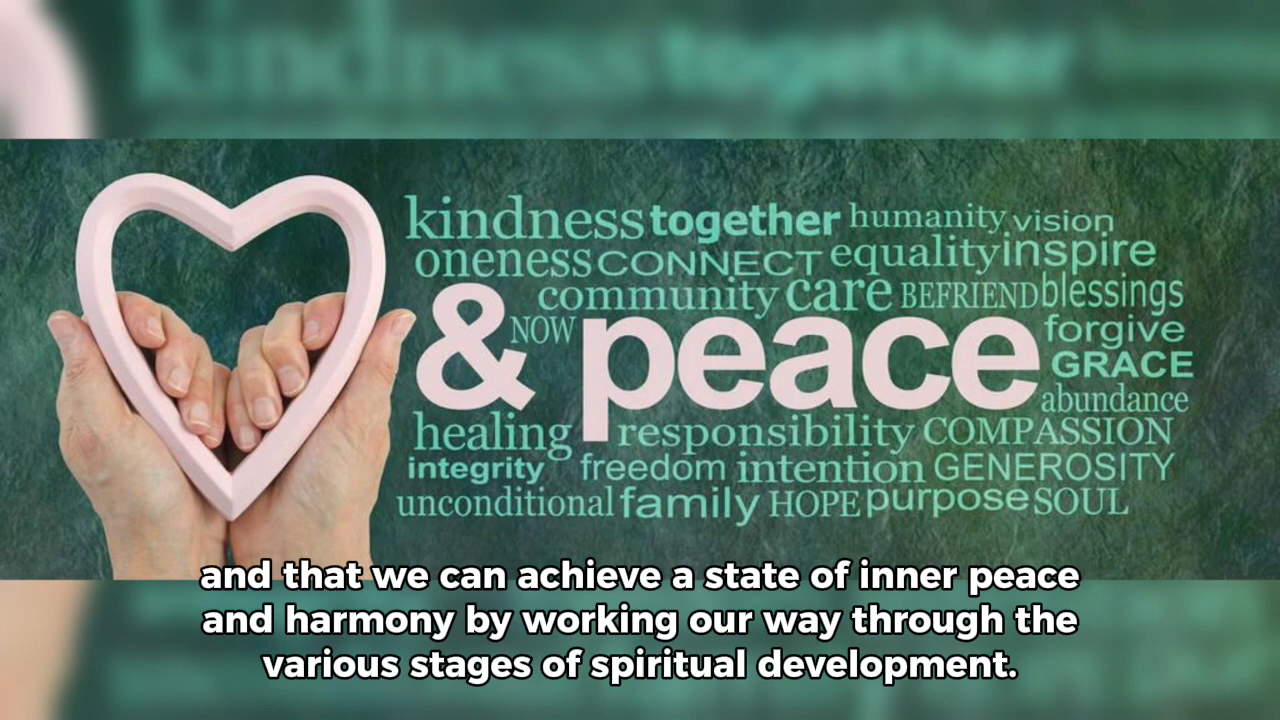 kindness together humanity vision
oneness CONNECT equality inspire
community care BEFRIEND blessings
& NOW peace forgive
GRACE
abundance
healing responsibility COMPASSION
integrity freedom intention GENEROSITY
unconditional family HOPE purpose SOUL
and that we can achieve a state of inner peace
and harmony by working our way through the
various stages of spiritual development.